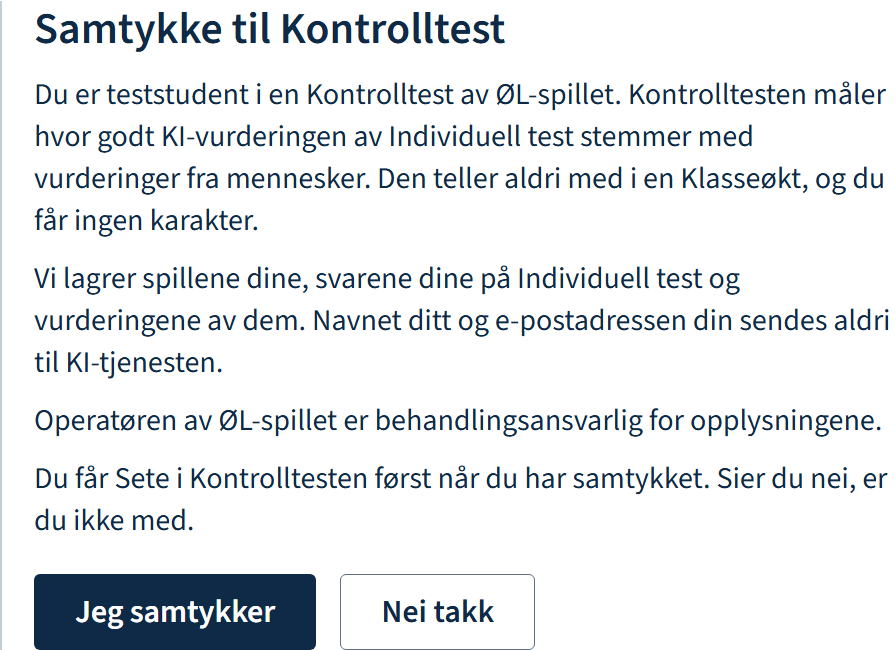 Samtykke til Kontrolltest
Du er teststudent i en Kontrolltest av ØL-spillet. Kontrolltesten måler
hvor godt KI-vurderingen av Individuell test stemmer med
vurderinger fra mennesker. Den teller aldri med i en Klasseøkt, og du
får ingen karakter.
Vi lagrer spillene dine, svarene dine på Individuell test og
vurderingene av dem. Navnet ditt og e-postadressen din sendes aldri
til KI-tjenesten.
Operatøren av ØL-spillet er behandlingsansvarlig for opplysningene.
Du får Sete i Kontrolltesten først når du har samtykket. Sier du nei, er
du ikke med.
Jeg samtykker
Nei takk